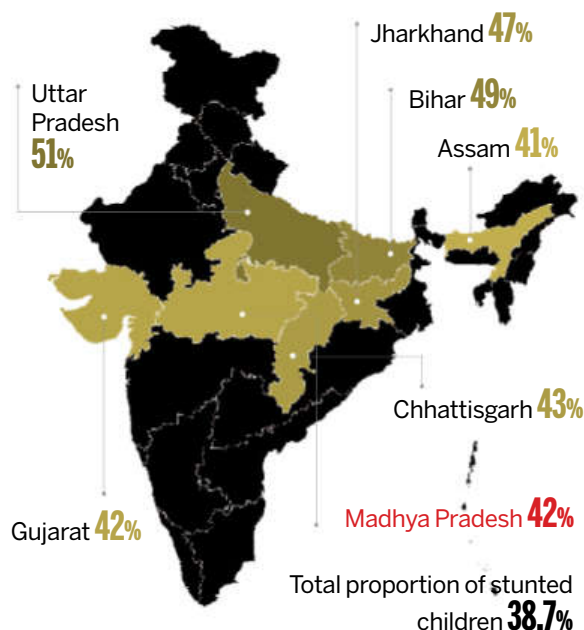 Jharkhand 47%
Uttar
Pradesh
51%
Bihar 49%
Assam 41%
Chhattisgarh 43%
Gujarat 42%
Madhya Pradesh 42%
Total proportion of stunted
children 38.7%